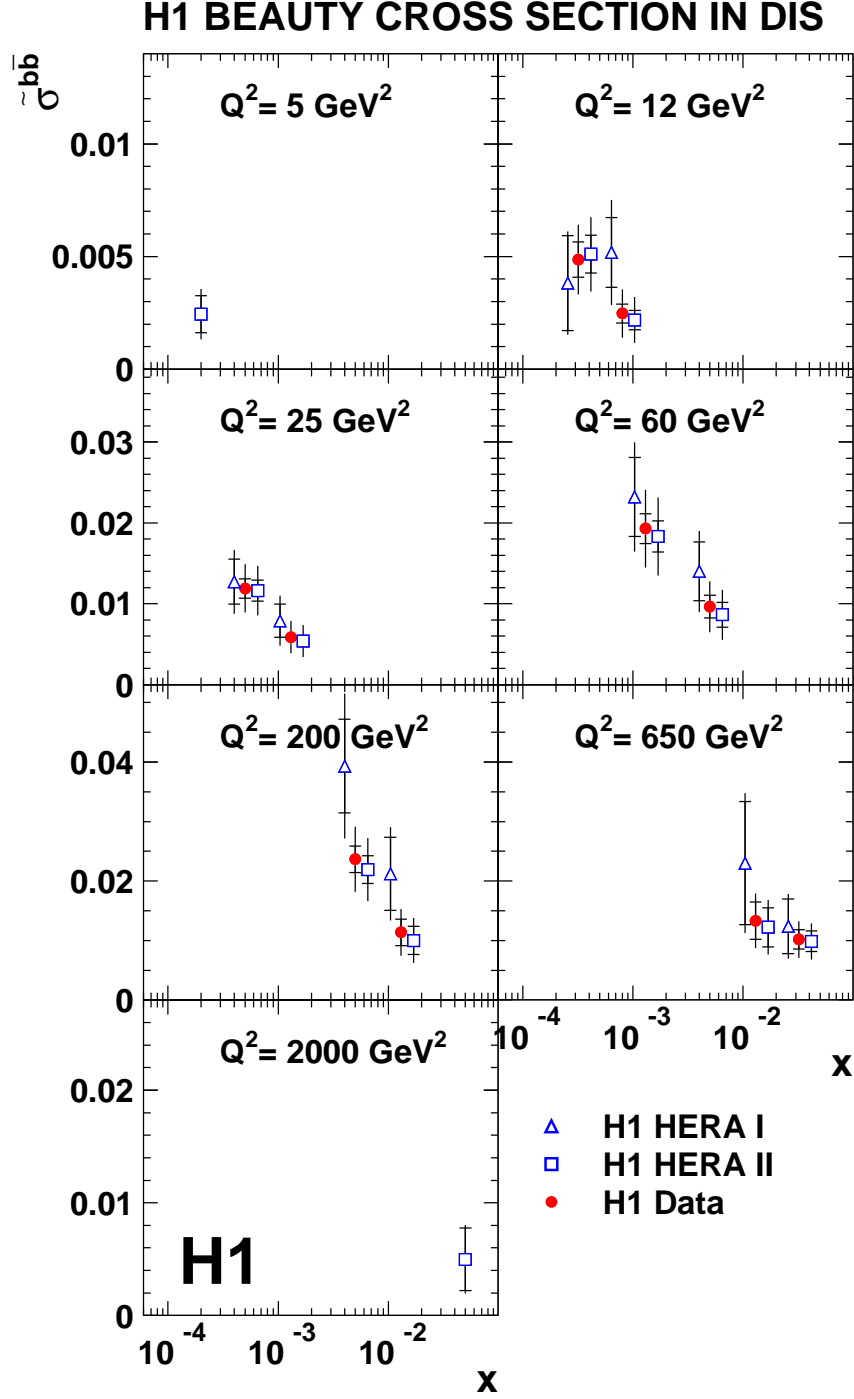 H1 BEAUTY CROSS SECTION IN DIS
σ̃ᵇᵇ̄
Q²= 5 GeV²
Q²= 12 GeV²
0.01
0.005
0
Q²= 25 GeV²
Q²= 60 GeV²
0.03
0.02
0.01
0
Q²= 200 GeV²
Q²= 650 GeV²
0.04
0.02
0
10⁻⁴ 10⁻³ 10⁻²
x
Q²= 2000 GeV²
0.02
0.01
0
H1
10⁻⁴ 10⁻³ 10⁻²
x
H1 HERA I
H1 HERA II
H1 Data